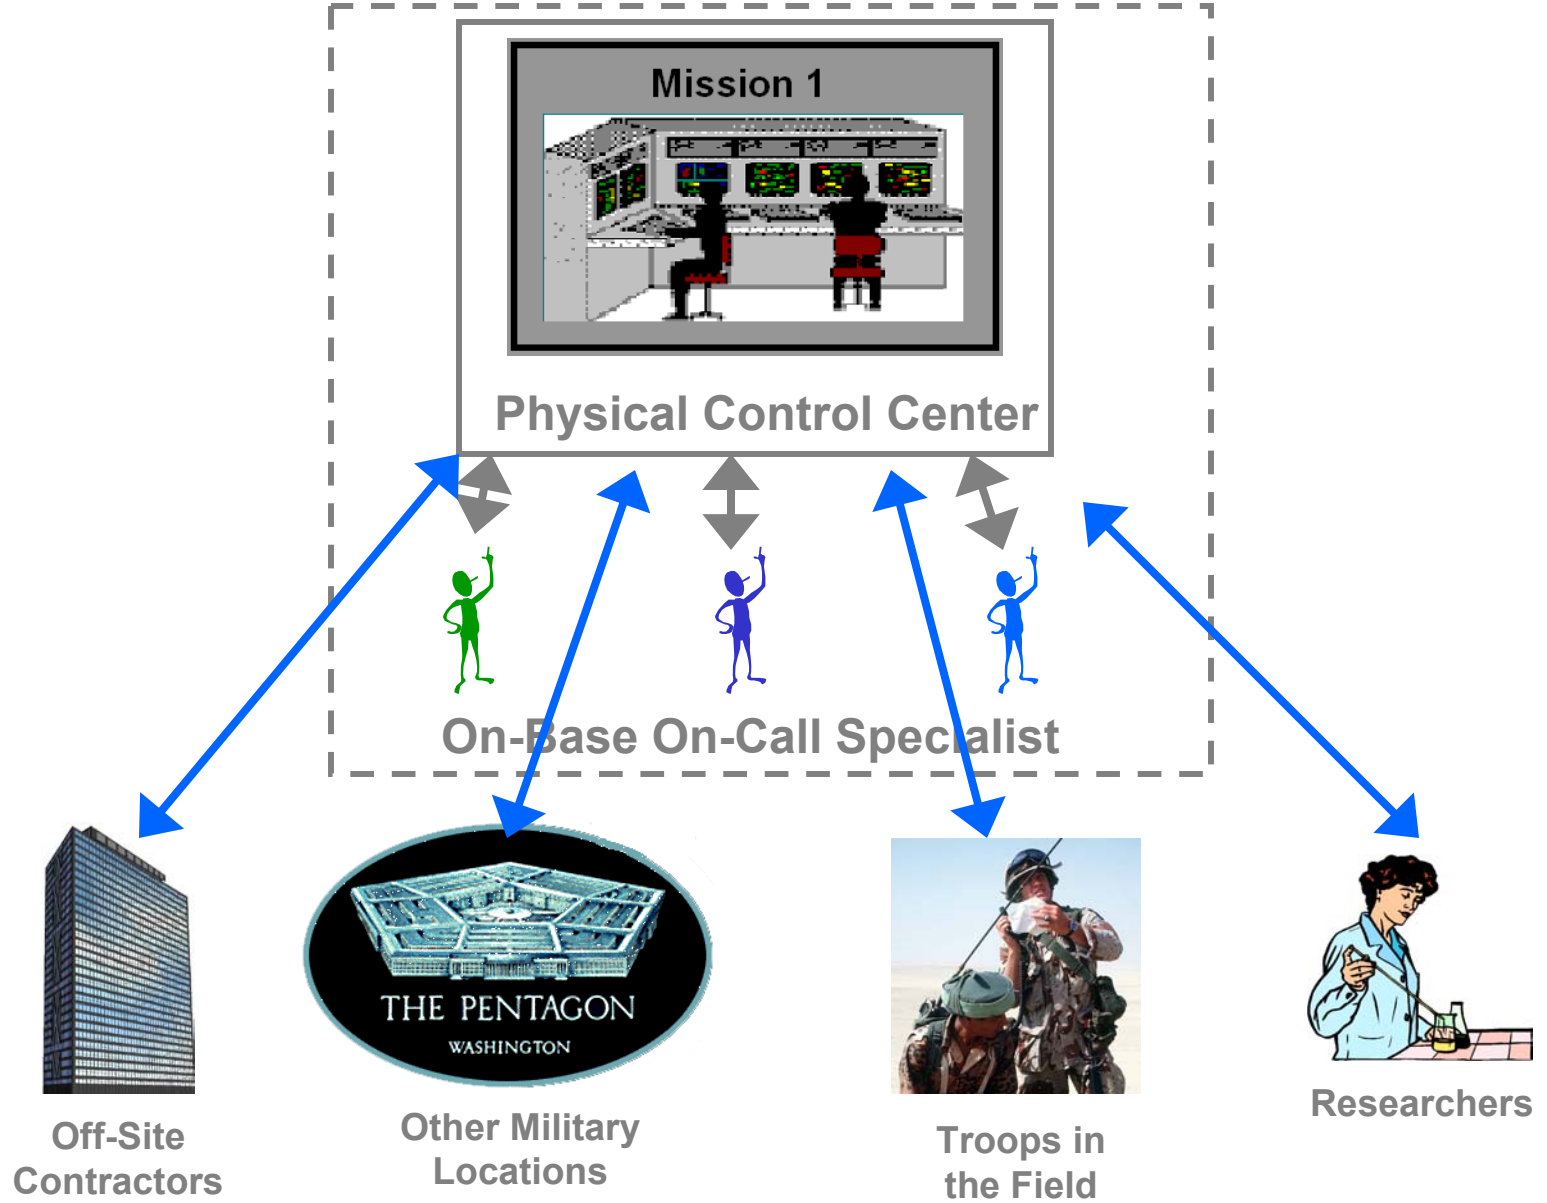 Mission 1
Physical Control Center
On-Base On-Call Specialist
THE PENTAGON
WASHINGTON
Off-Site
Contractors
Other Military
Locations
Troops in
the Field
Researchers